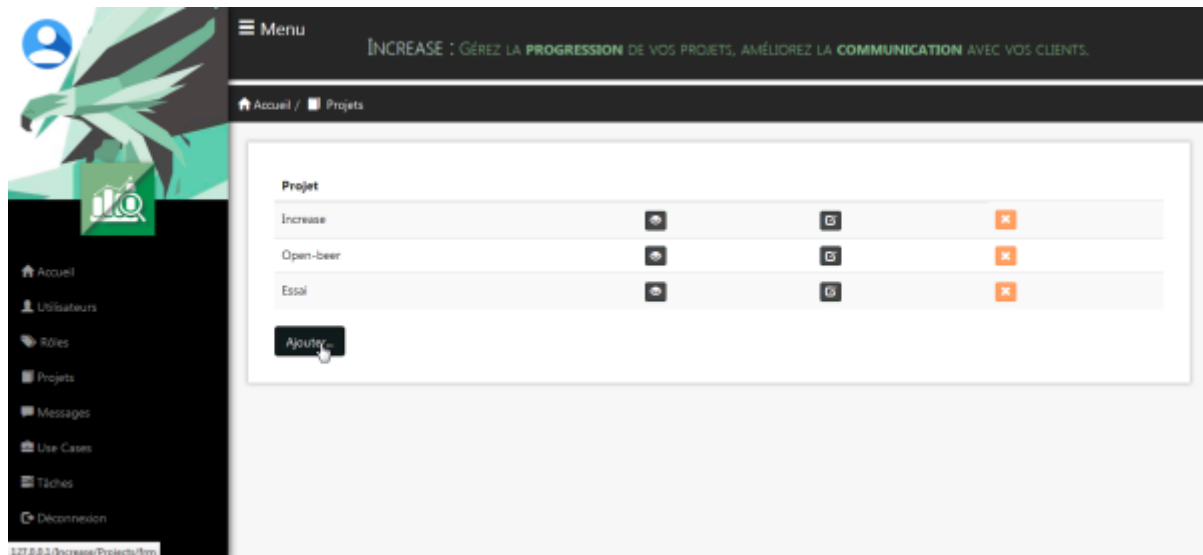 Menu
INCREASE : GÉREZ LA PROGRESSION DE VOS PROJETS, AMÉLIOREZ LA COMMUNICATION AVEC VOS CLIENTS.
Accueil / Projets
Projet
Increase
Open-beer
Essai
Ajouter...
Accueil
Utilisateurs
Rôles
Projets
Messages
Use Cases
Tâches
Déconnexion
127.0.0.1/Increase/Projects/frm